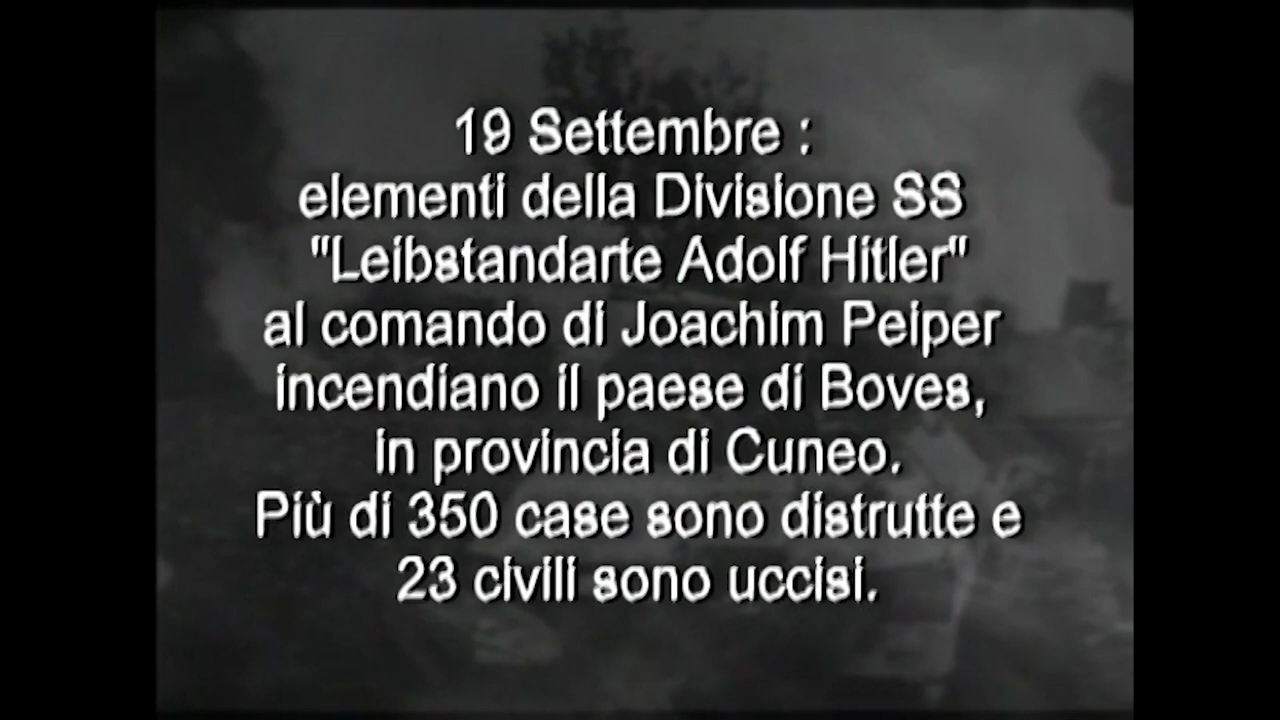 19 Settembre :
elementi della Divisione SS
"Leibstandarte Adolf Hitler"
al comando di Joachim Peiper
incendiano il paese di Boves,
in provincia di Cuneo.
Più di 350 case sono distrutte e
23 civili sono uccisi.